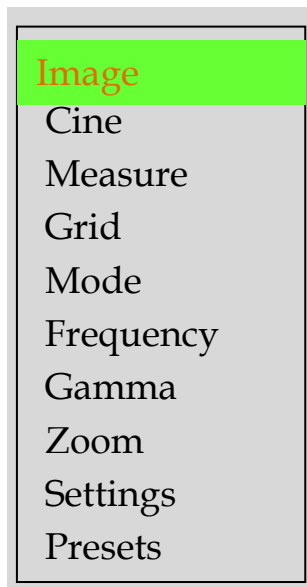 Image
Cine
Measure
Grid
Mode
Frequency
Gamma
Zoom
Settings
Presets